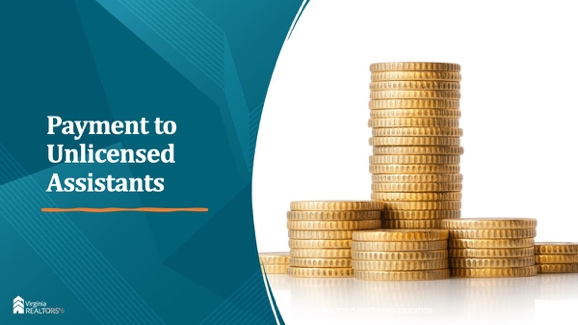 Payment to
Unlicensed
Assistants
Virginia
REALTORS®